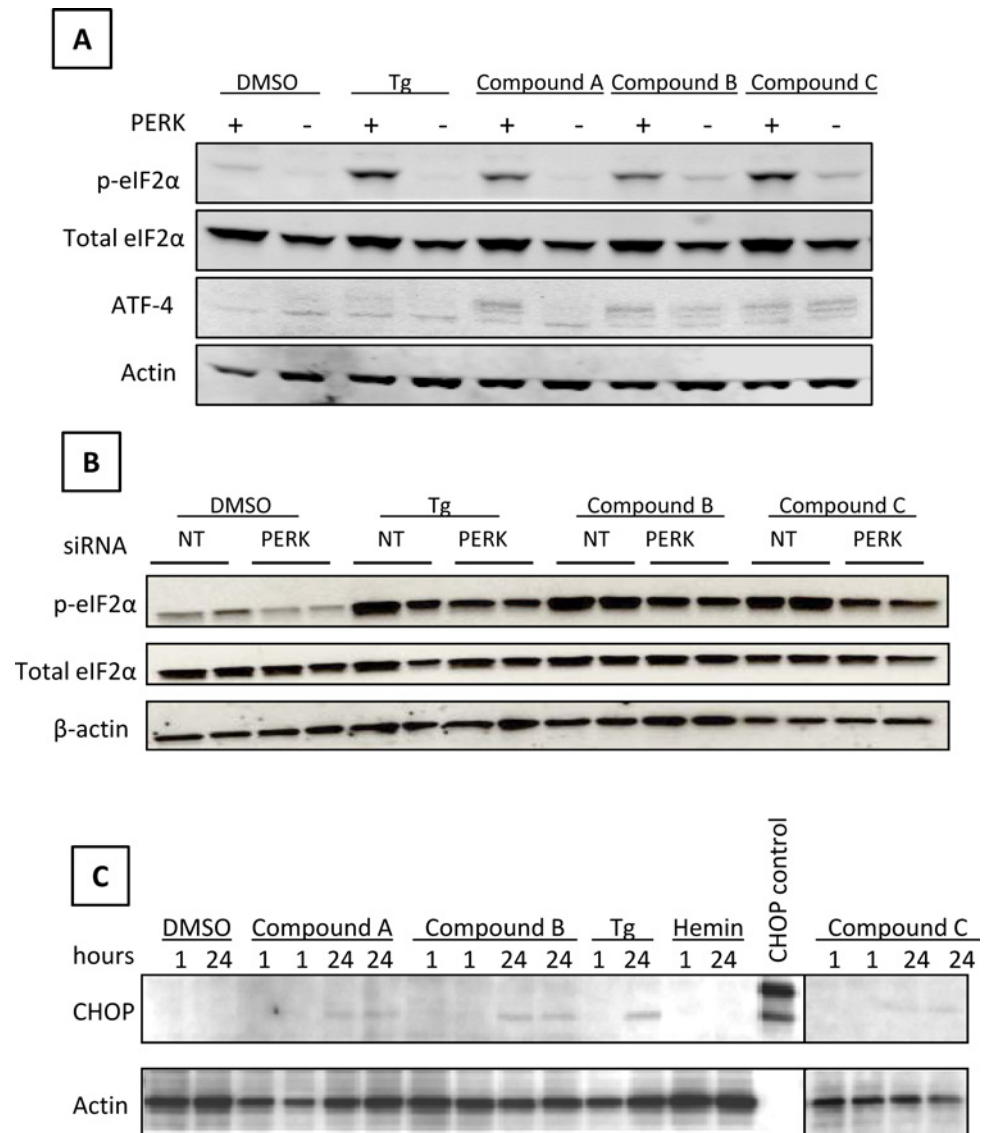 A
DMSO Tg Compound A Compound B Compound C
PERK + - + - + - + - + -
p-eIF2α
Total eIF2α
ATF-4
Actin
B
DMSO Tg Compound B Compound C
siRNA NT PERK NT PERK NT PERK NT PERK
p-eIF2α
Total eIF2α
β-actin
C
CHOP control
DMSO Compound A Compound B Tg Hemin Compound C
hours 1 24 1 1 24 24 1 1 24 24 1 24 1 24 1 1 24 24
CHOP
Actin